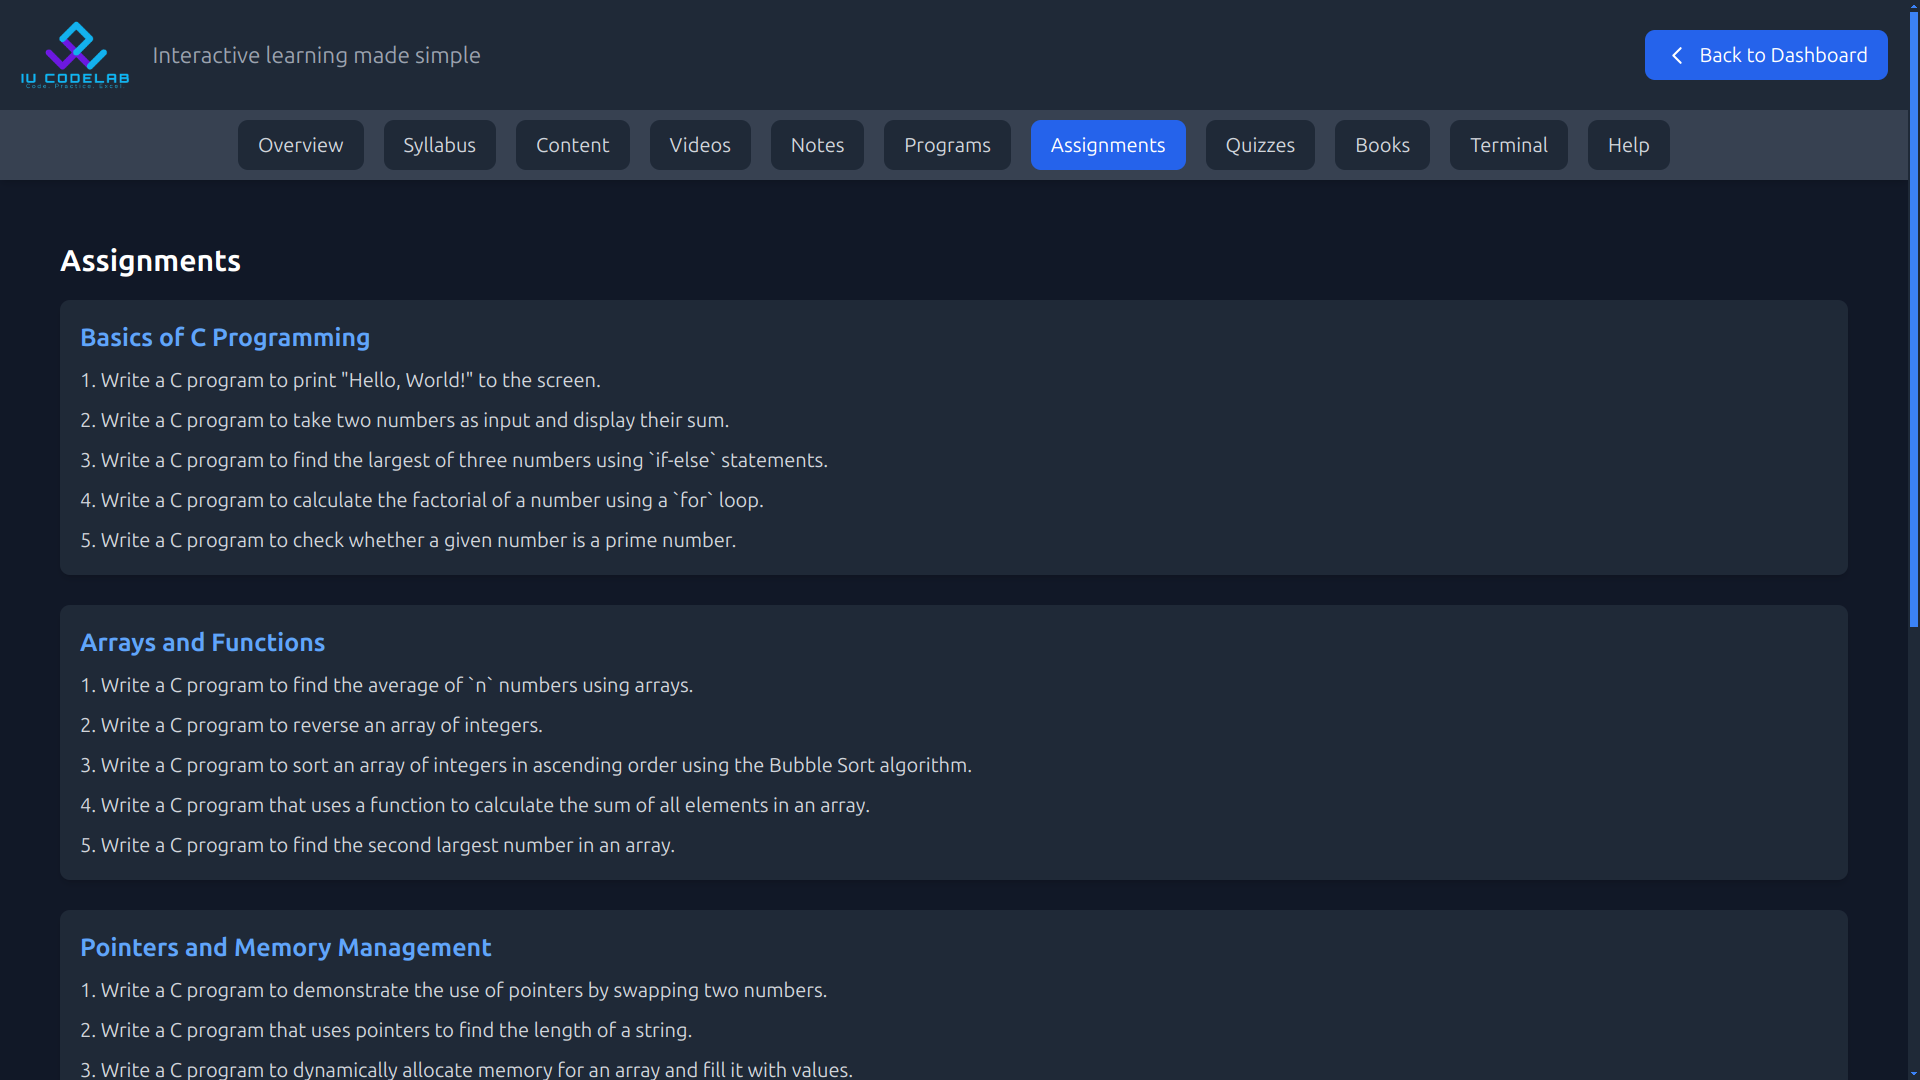 IU CODELAB
Code. Practice. Excel.
Interactive learning made simple
Back to Dashboard
Overview
Syllabus
Content
Videos
Notes
Programs
Assignments
Quizzes
Books
Terminal
Help
Assignments
Basics of C Programming
1. Write a C program to print "Hello, World!" to the screen.
2. Write a C program to take two numbers as input and display their sum.
3. Write a C program to find the largest of three numbers using `if-else` statements.
4. Write a C program to calculate the factorial of a number using a `for` loop.
5. Write a C program to check whether a given number is a prime number.
Arrays and Functions
1. Write a C program to find the average of `n` numbers using arrays.
2. Write a C program to reverse an array of integers.
3. Write a C program to sort an array of integers in ascending order using the Bubble Sort algorithm.
4. Write a C program that uses a function to calculate the sum of all elements in an array.
5. Write a C program to find the second largest number in an array.
Pointers and Memory Management
1. Write a C program to demonstrate the use of pointers by swapping two numbers.
2. Write a C program that uses pointers to find the length of a string.
3. Write a C program to dynamically allocate memory for an array and fill it with values.